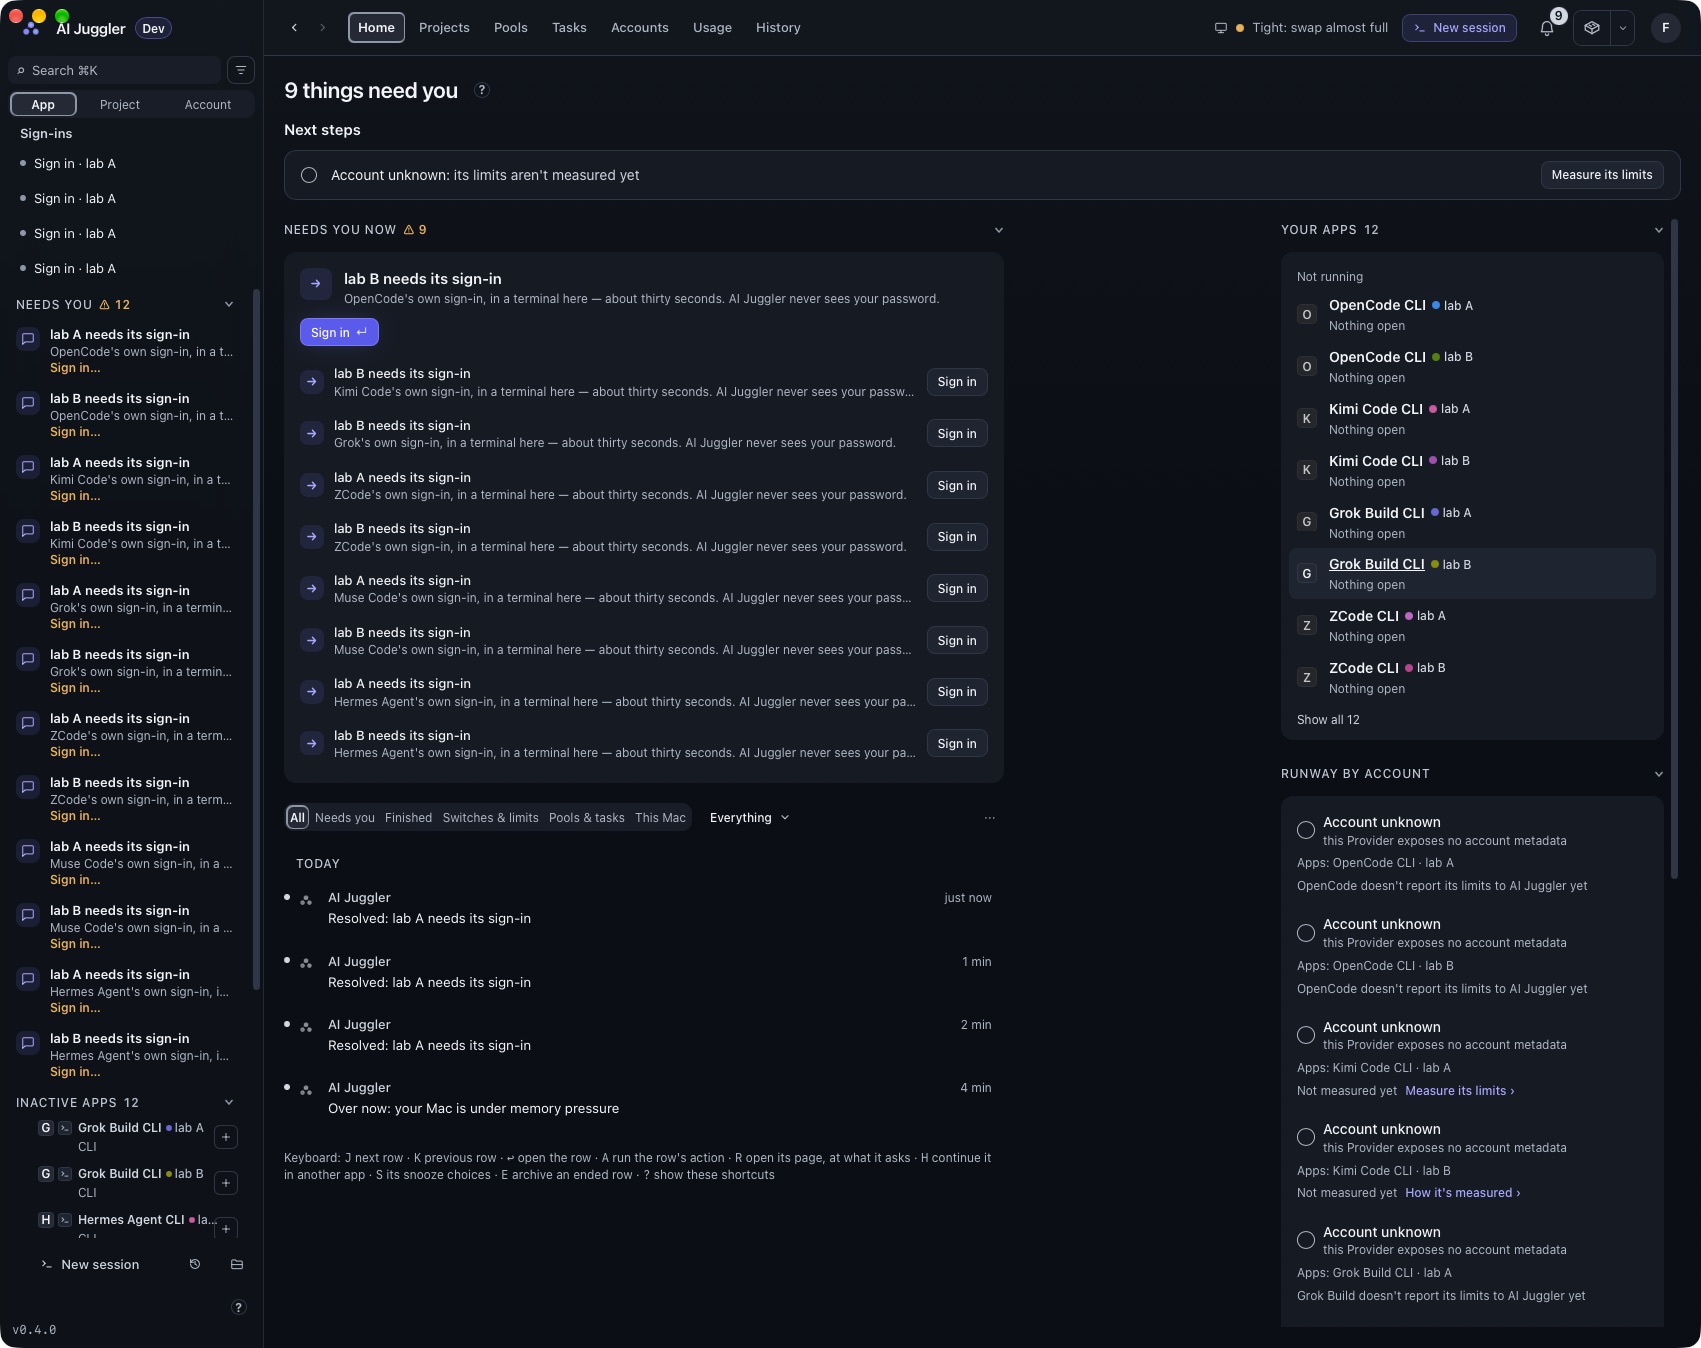 AI Juggler Dev
Search ⌘K
App Project Account
Sign-ins
Sign in · lab A
Sign in · lab A
Sign in · lab A
Sign in · lab A
NEEDS YOU 12
lab A needs its sign-in
OpenCode's own sign-in, in a t...
Sign in...
lab B needs its sign-in
OpenCode's own sign-in, in a t...
Sign in...
lab A needs its sign-in
Kimi Code's own sign-in, in a t...
Sign in...
lab B needs its sign-in
Kimi Code's own sign-in, in a t...
Sign in...
lab A needs its sign-in
Grok's own sign-in, in a termin...
Sign in...
lab B needs its sign-in
Grok's own sign-in, in a termin...
Sign in...
lab A needs its sign-in
ZCode's own sign-in, in a term...
Sign in...
lab B needs its sign-in
ZCode's own sign-in, in a term...
Sign in...
lab A needs its sign-in
Muse Code's own sign-in, in a ...
Sign in...
lab B needs its sign-in
Muse Code's own sign-in, in a ...
Sign in...
lab A needs its sign-in
Hermes Agent's own sign-in, i...
Sign in...
lab B needs its sign-in
Hermes Agent's own sign-in, i...
Sign in...
INACTIVE APPS 12
G Grok Build CLI lab A
CLI
G Grok Build CLI lab B
CLI
H Hermes Agent CLI la...
CLI
New session
?
v0.4.0
Home Projects Pools Tasks Accounts Usage History
Tight: swap almost full
New session
9
F
9 things need you ?
Next steps
Account unknown: its limits aren't measured yet
Measure its limits
NEEDS YOU NOW 9
lab B needs its sign-in
OpenCode's own sign-in, in a terminal here — about thirty seconds. AI Juggler never sees your password.
Sign in ↵
lab B needs its sign-in
Kimi Code's own sign-in, in a terminal here — about thirty seconds. AI Juggler never sees your passw...
Sign in
lab B needs its sign-in
Grok's own sign-in, in a terminal here — about thirty seconds. AI Juggler never sees your password.
Sign in
lab A needs its sign-in
ZCode's own sign-in, in a terminal here — about thirty seconds. AI Juggler never sees your password.
Sign in
lab B needs its sign-in
ZCode's own sign-in, in a terminal here — about thirty seconds. AI Juggler never sees your password.
Sign in
lab A needs its sign-in
Muse Code's own sign-in, in a terminal here — about thirty seconds. AI Juggler never sees your pass...
Sign in
lab B needs its sign-in
Muse Code's own sign-in, in a terminal here — about thirty seconds. AI Juggler never sees your pass...
Sign in
lab A needs its sign-in
Hermes Agent's own sign-in, in a terminal here — about thirty seconds. AI Juggler never sees your pa...
Sign in
lab B needs its sign-in
Hermes Agent's own sign-in, in a terminal here — about thirty seconds. AI Juggler never sees your pa...
Sign in
All Needs you Finished Switches & limits Pools & tasks This Mac Everything ...
TODAY
AI Juggler just now
Resolved: lab A needs its sign-in
AI Juggler 1 min
Resolved: lab A needs its sign-in
AI Juggler 2 min
Resolved: lab A needs its sign-in
AI Juggler 4 min
Over now: your Mac is under memory pressure
Keyboard: J next row · K previous row · ↩ open the row · A run the row's action · R open its page, at what it asks · H continue it
in another app · S its snooze choices · E archive an ended row · ? show these shortcuts
YOUR APPS 12
Not running
O OpenCode CLI lab A
Nothing open
O OpenCode CLI lab B
Nothing open
K Kimi Code CLI lab A
Nothing open
K Kimi Code CLI lab B
Nothing open
G Grok Build CLI lab A
Nothing open
G Grok Build CLI lab B
Nothing open
Z ZCode CLI lab A
Nothing open
Z ZCode CLI lab B
Nothing open
Show all 12
RUNWAY BY ACCOUNT
Account unknown
this Provider exposes no account metadata
Apps: OpenCode CLI · lab A
OpenCode doesn't report its limits to AI Juggler yet
Account unknown
this Provider exposes no account metadata
Apps: OpenCode CLI · lab B
OpenCode doesn't report its limits to AI Juggler yet
Account unknown
this Provider exposes no account metadata
Apps: Kimi Code CLI · lab A
Not measured yet Measure its limits ›
Account unknown
this Provider exposes no account metadata
Apps: Kimi Code CLI · lab B
Not measured yet How it's measured ›
Account unknown
this Provider exposes no account metadata
Apps: Grok Build CLI · lab A
Grok Build doesn't report its limits to AI Juggler yet